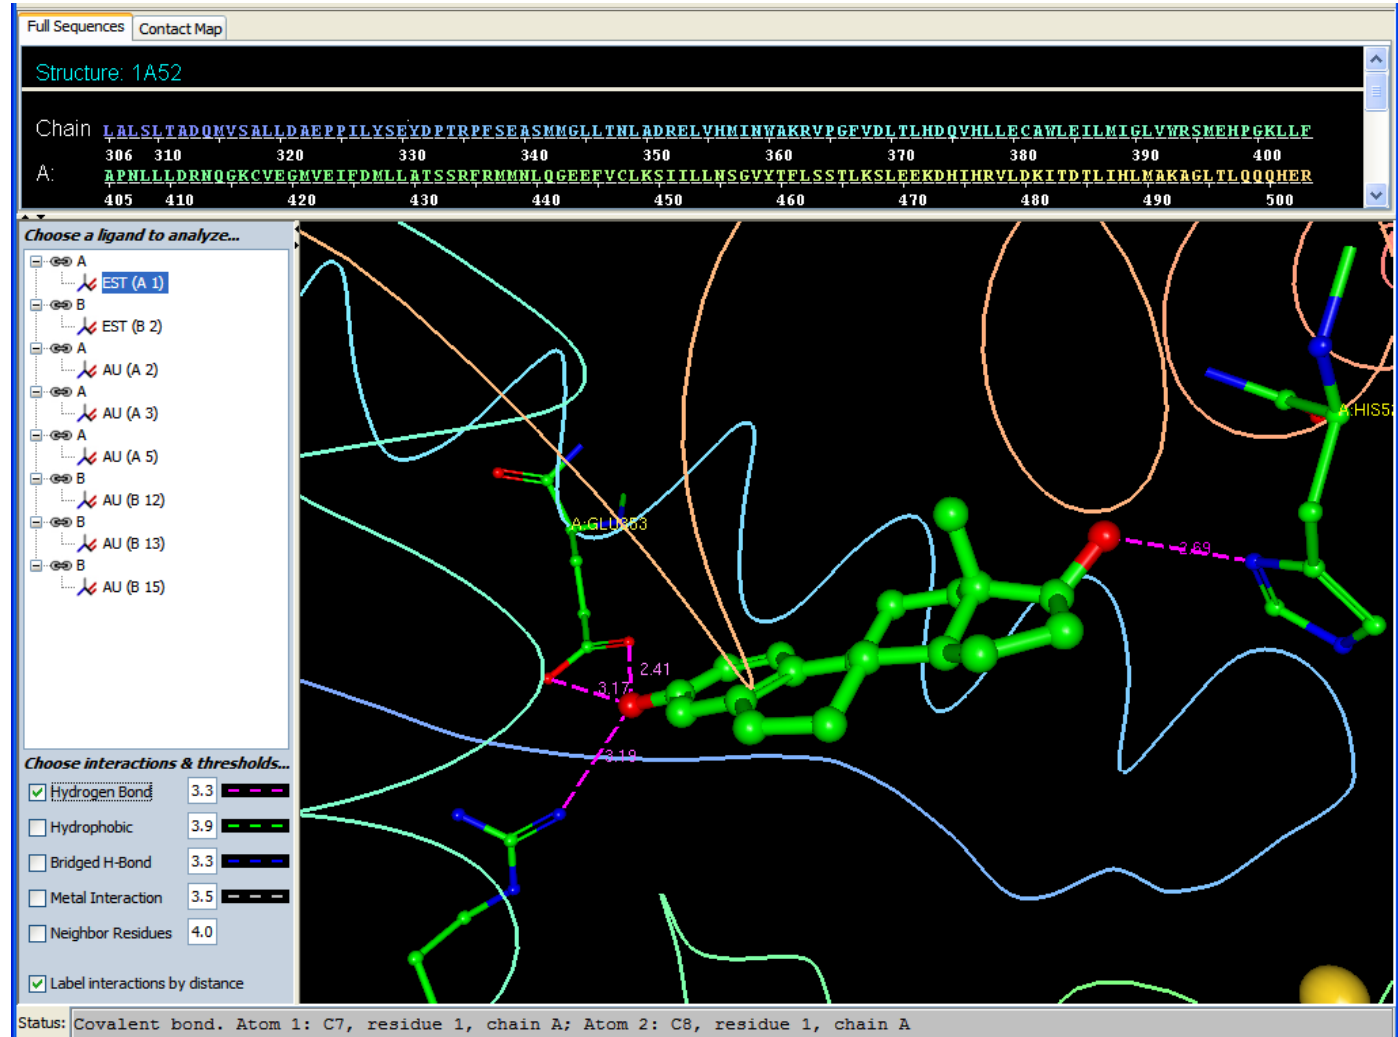 Full Sequences Contact Map
Structure: 1A52
Chain LALSLTADQMVSALLDAEPPILYSEYDPTRPFSEASMMGLLTNLADRELVHMINWAKRVPGFVDLTLHDQVHLLECAWLEILMIGLVWRSMEHPGKLLF
306 310 320 330 340 350 360 370 380 390 400
A: APNLLLDRNQGKCVEGMVEIFDMLLATSSRFRMMNLQGEEFVCLKSIILLNSGVYTFLSSTLKSLEEKDHIHRVLDKITDTLIHLMAKAGLTLQQQHER
405 410 420 430 440 450 460 470 480 490 500
Choose a ligand to analyze...
A
EST (A 1)
B
EST (B 2)
A
AU (A 2)
A
AU (A 3)
A
AU (A 5)
B
AU (B 12)
B
AU (B 13)
B
AU (B 15)
Choose interactions & thresholds...
Hydrogen Bond 3.3
Hydrophobic 3.9
Bridged H-Bond 3.3
Metal Interaction 3.5
Neighbor Residues 4.0
Label interactions by distance
A:HIS52
A:GLU353
2.69
2.41
3.17
3.19
Status: Covalent bond. Atom 1: C7, residue 1, chain A; Atom 2: C8, residue 1, chain A